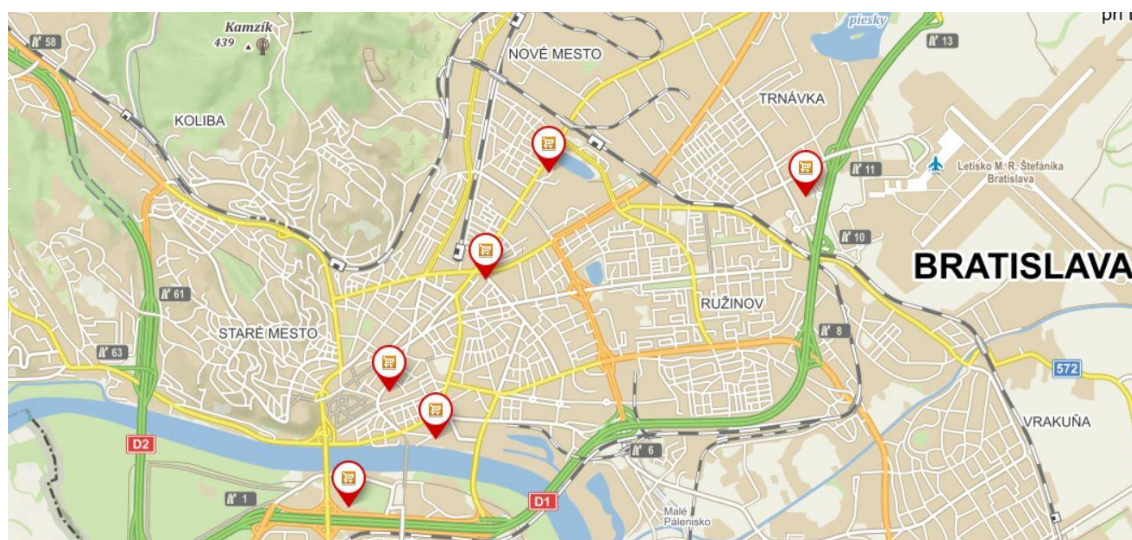 Kamzík
439
58
KOLIBA
NOVÉ MESTO
piesky
pri
13
TRNÁVKA
11
Letisko M. R. Štefánika
Bratislava
10
BRATISLAVA
61
STARÉ MESTO
63
RUŽINOV
8
572
VRAKUŇA
D2
1
D1
6
Malé
Pálenisko